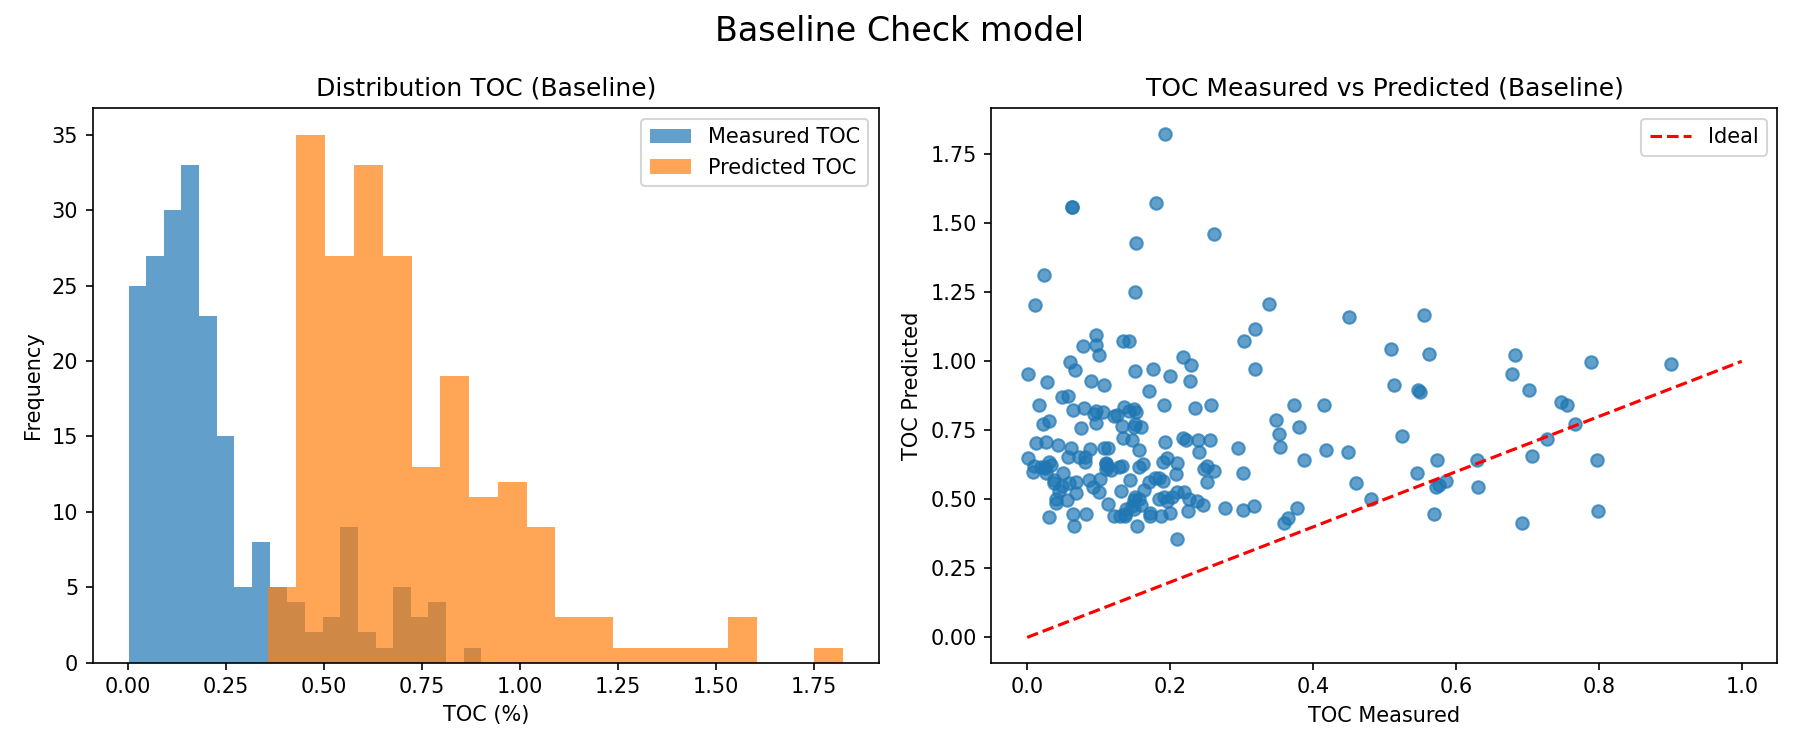 Baseline Check model
Distribution TOC (Baseline)
Frequency
35
30
25
20
15
10
5
0
Measured TOC
Predicted TOC
0.00 0.25 0.50 0.75 1.00 1.25 1.50 1.75
TOC (%)
TOC Measured vs Predicted (Baseline)
TOC Predicted
1.75
1.50
1.25
1.00
0.75
0.50
0.25
0.00
Ideal
0.0 0.2 0.4 0.6 0.8 1.0
TOC Measured